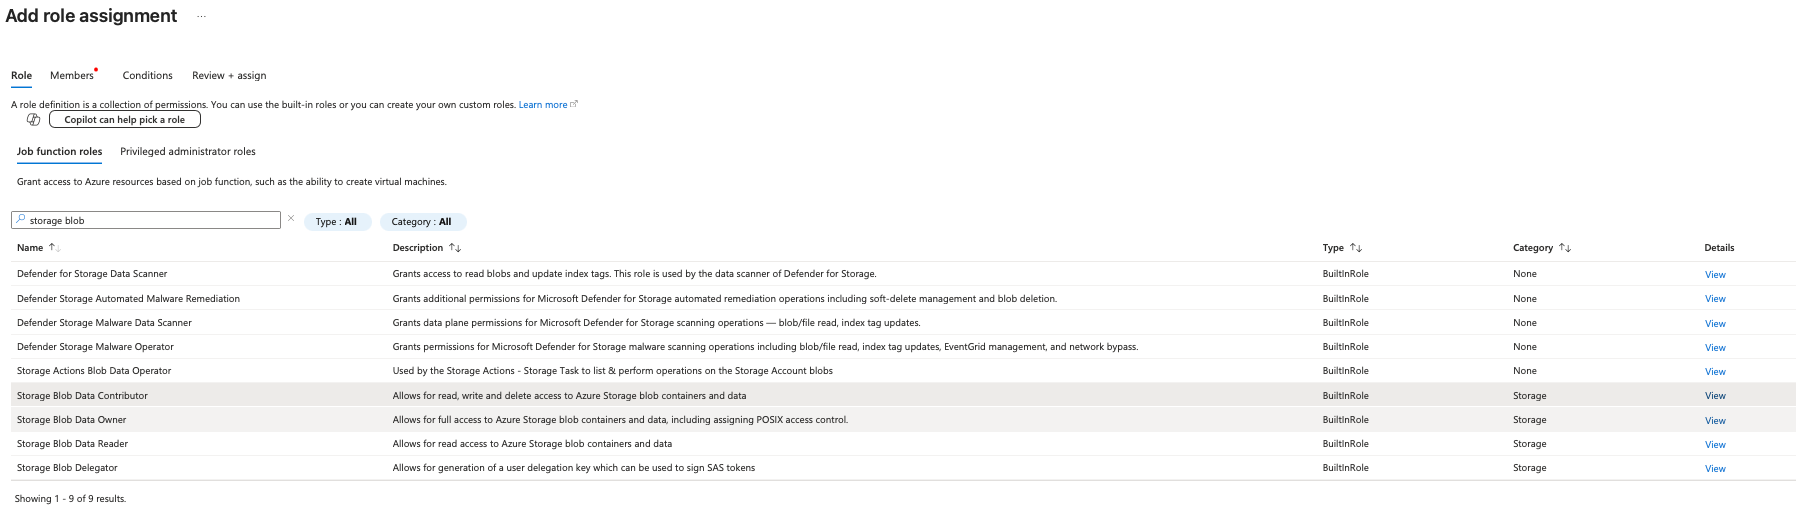 Add role assignment ...
Role Members Conditions Review + assign
A role definition is a collection of permissions. You can use the built-in roles or you can create your own custom roles. Learn more
Copilot can help pick a role
Job function roles Privileged administrator roles
Grant access to Azure resources based on job function, such as the ability to create virtual machines.
storage blob × Type : All Category : All
Name ↑↓ Description ↑↓ Type ↑↓ Category ↑↓ Details
Defender for Storage Data Scanner Grants access to read blobs and update index tags. This role is used by the data scanner of Defender for Storage. BuiltInRole None View
Defender Storage Automated Malware Remediation Grants additional permissions for Microsoft Defender for Storage automated remediation operations including soft-delete management and blob deletion. BuiltInRole None View
Defender Storage Malware Data Scanner Grants data plane permissions for Microsoft Defender for Storage scanning operations — blob/file read, index tag updates. BuiltInRole None View
Defender Storage Malware Operator Grants permissions for Microsoft Defender for Storage malware scanning operations including blob/file read, index tag updates, EventGrid management, and network bypass. BuiltInRole None View
Storage Actions Blob Data Operator Used by the Storage Actions - Storage Task to list & perform operations on the Storage Account blobs BuiltInRole None View
Storage Blob Data Contributor Allows for read, write and delete access to Azure Storage blob containers and data BuiltInRole Storage View
Storage Blob Data Owner Allows for full access to Azure Storage blob containers and data, including assigning POSIX access control. BuiltInRole Storage View
Storage Blob Data Reader Allows for read access to Azure Storage blob containers and data BuiltInRole Storage View
Storage Blob Delegator Allows for generation of a user delegation key which can be used to sign SAS tokens BuiltInRole Storage View
Showing 1 - 9 of 9 results.